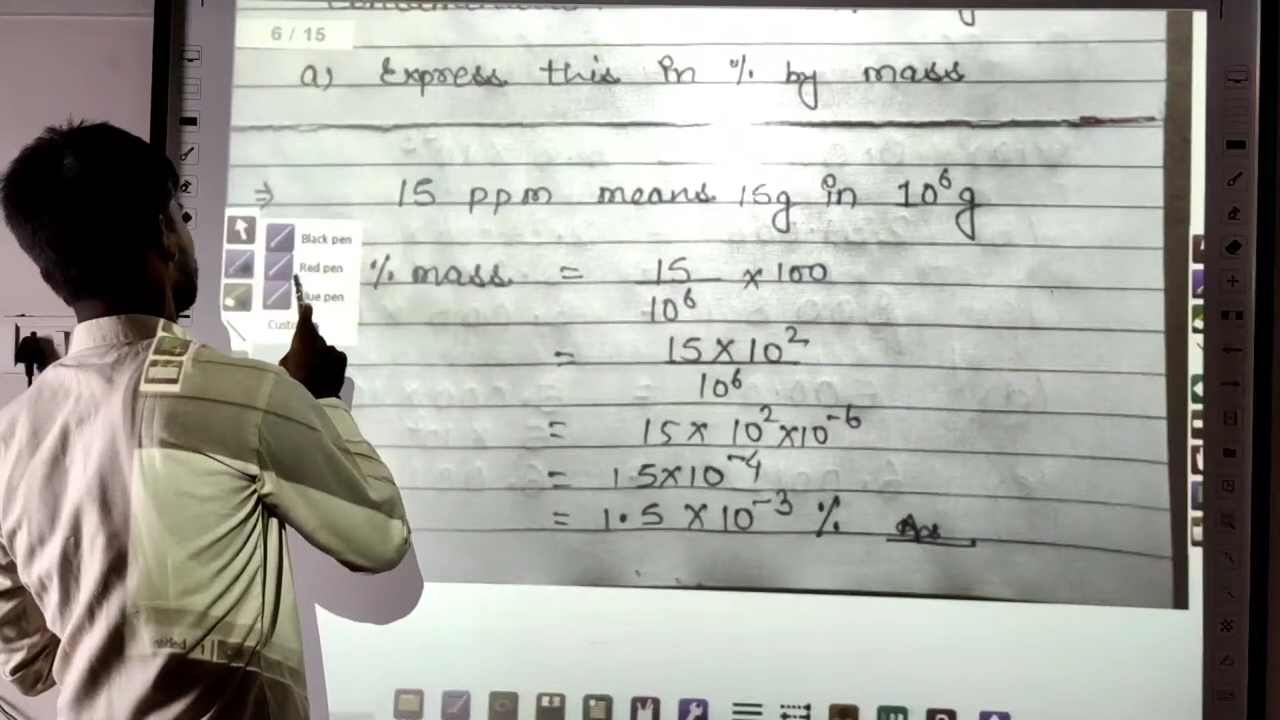 6 / 15
a) Express this in % by mass
⇒ 15 ppm means 15g in 10⁶g
Black pen
Red pen
% mass = 15/10⁶ × 100
= 15 × 10²/10⁶
= 15 × 10² × 10⁻⁶
= 15 × 10⁻⁴
= 1.5 × 10⁻³ % Ans